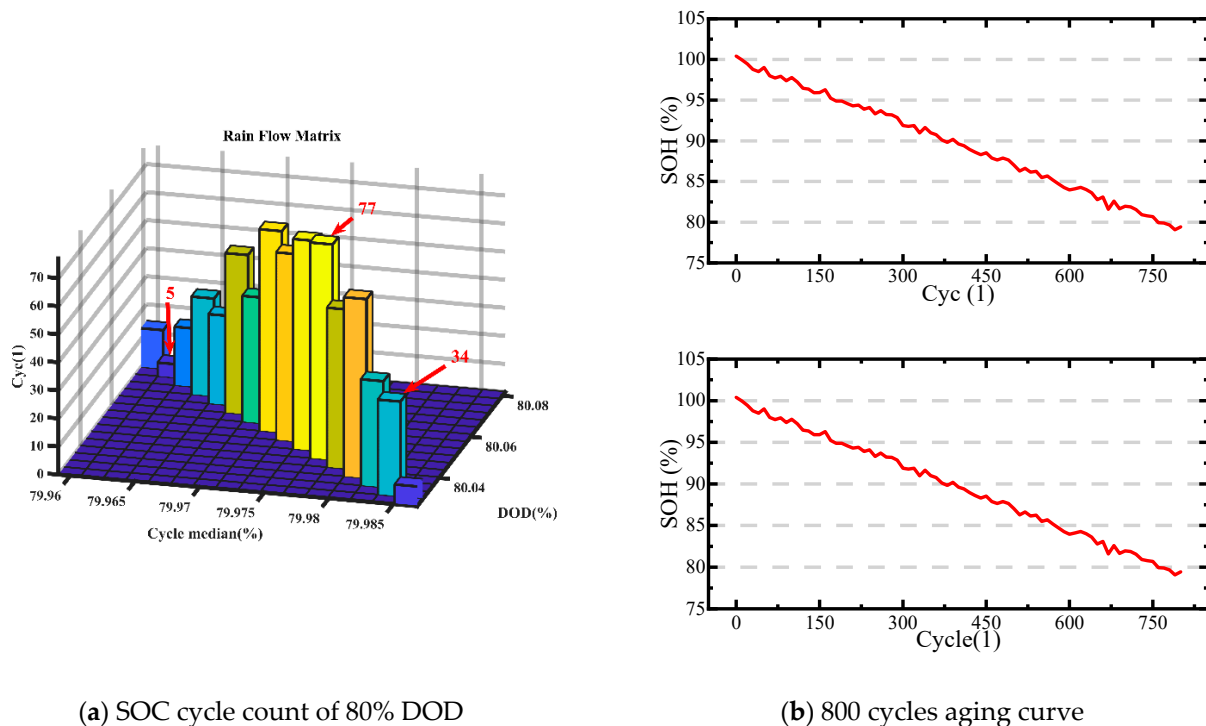 Rain Flow Matrix
77
5
34
70
60
50
40
30
20
10
0
Cyc(1)
79.96
79.965
79.97
79.975
79.98
79.985
Cycle median(%)
80.08
80.06
80.04
DOD(%)
(a) SOC cycle count of 80% DOD
105
100
95
90
85
80
75
SOH (%)
0 150 300 450 600 750
Cyc (1)
105
100
95
90
85
80
75
SOH (%)
0 150 300 450 600 750
Cycle(1)
(b) 800 cycles aging curve